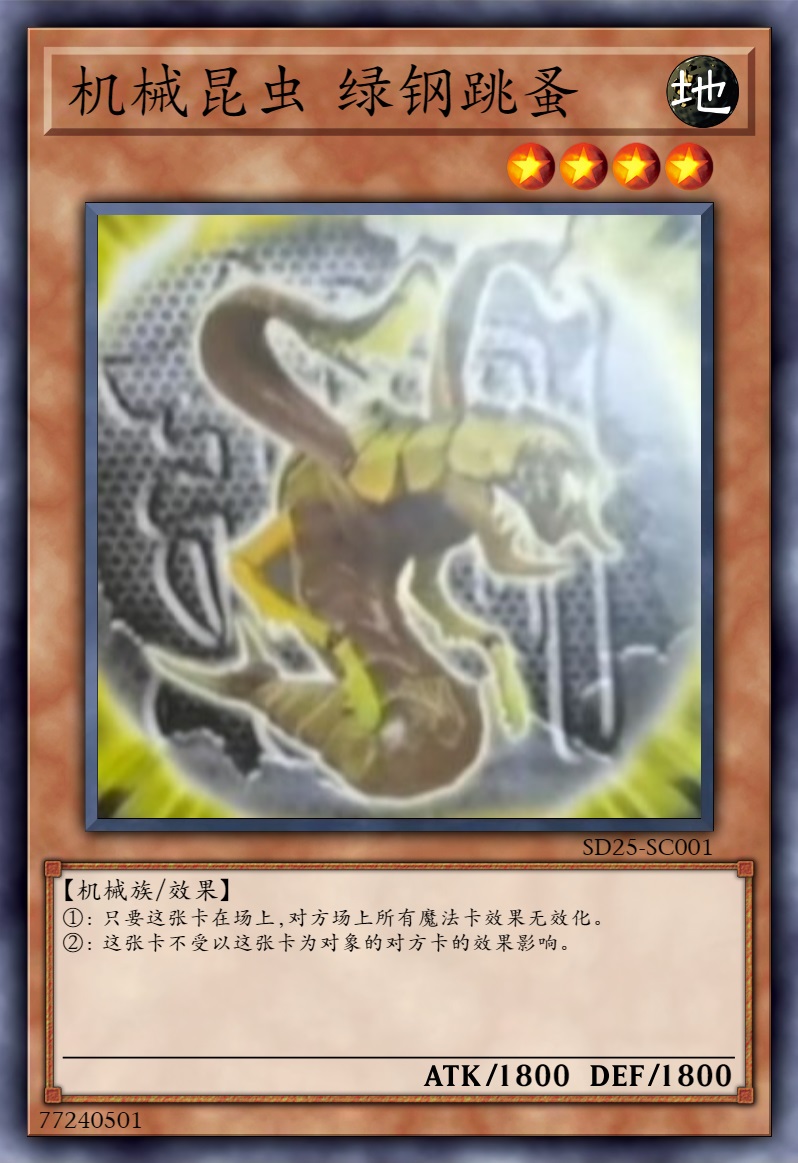 机械昆虫 绿钢跳蚤
地
SD25-SC001
【机械族/效果】
①: 只要这张卡在场上,对方场上所有魔法卡效果无效化。
②: 这张卡不受以这张卡为对象的对方卡的效果影响。
ATK/1800 DEF/1800
77240501